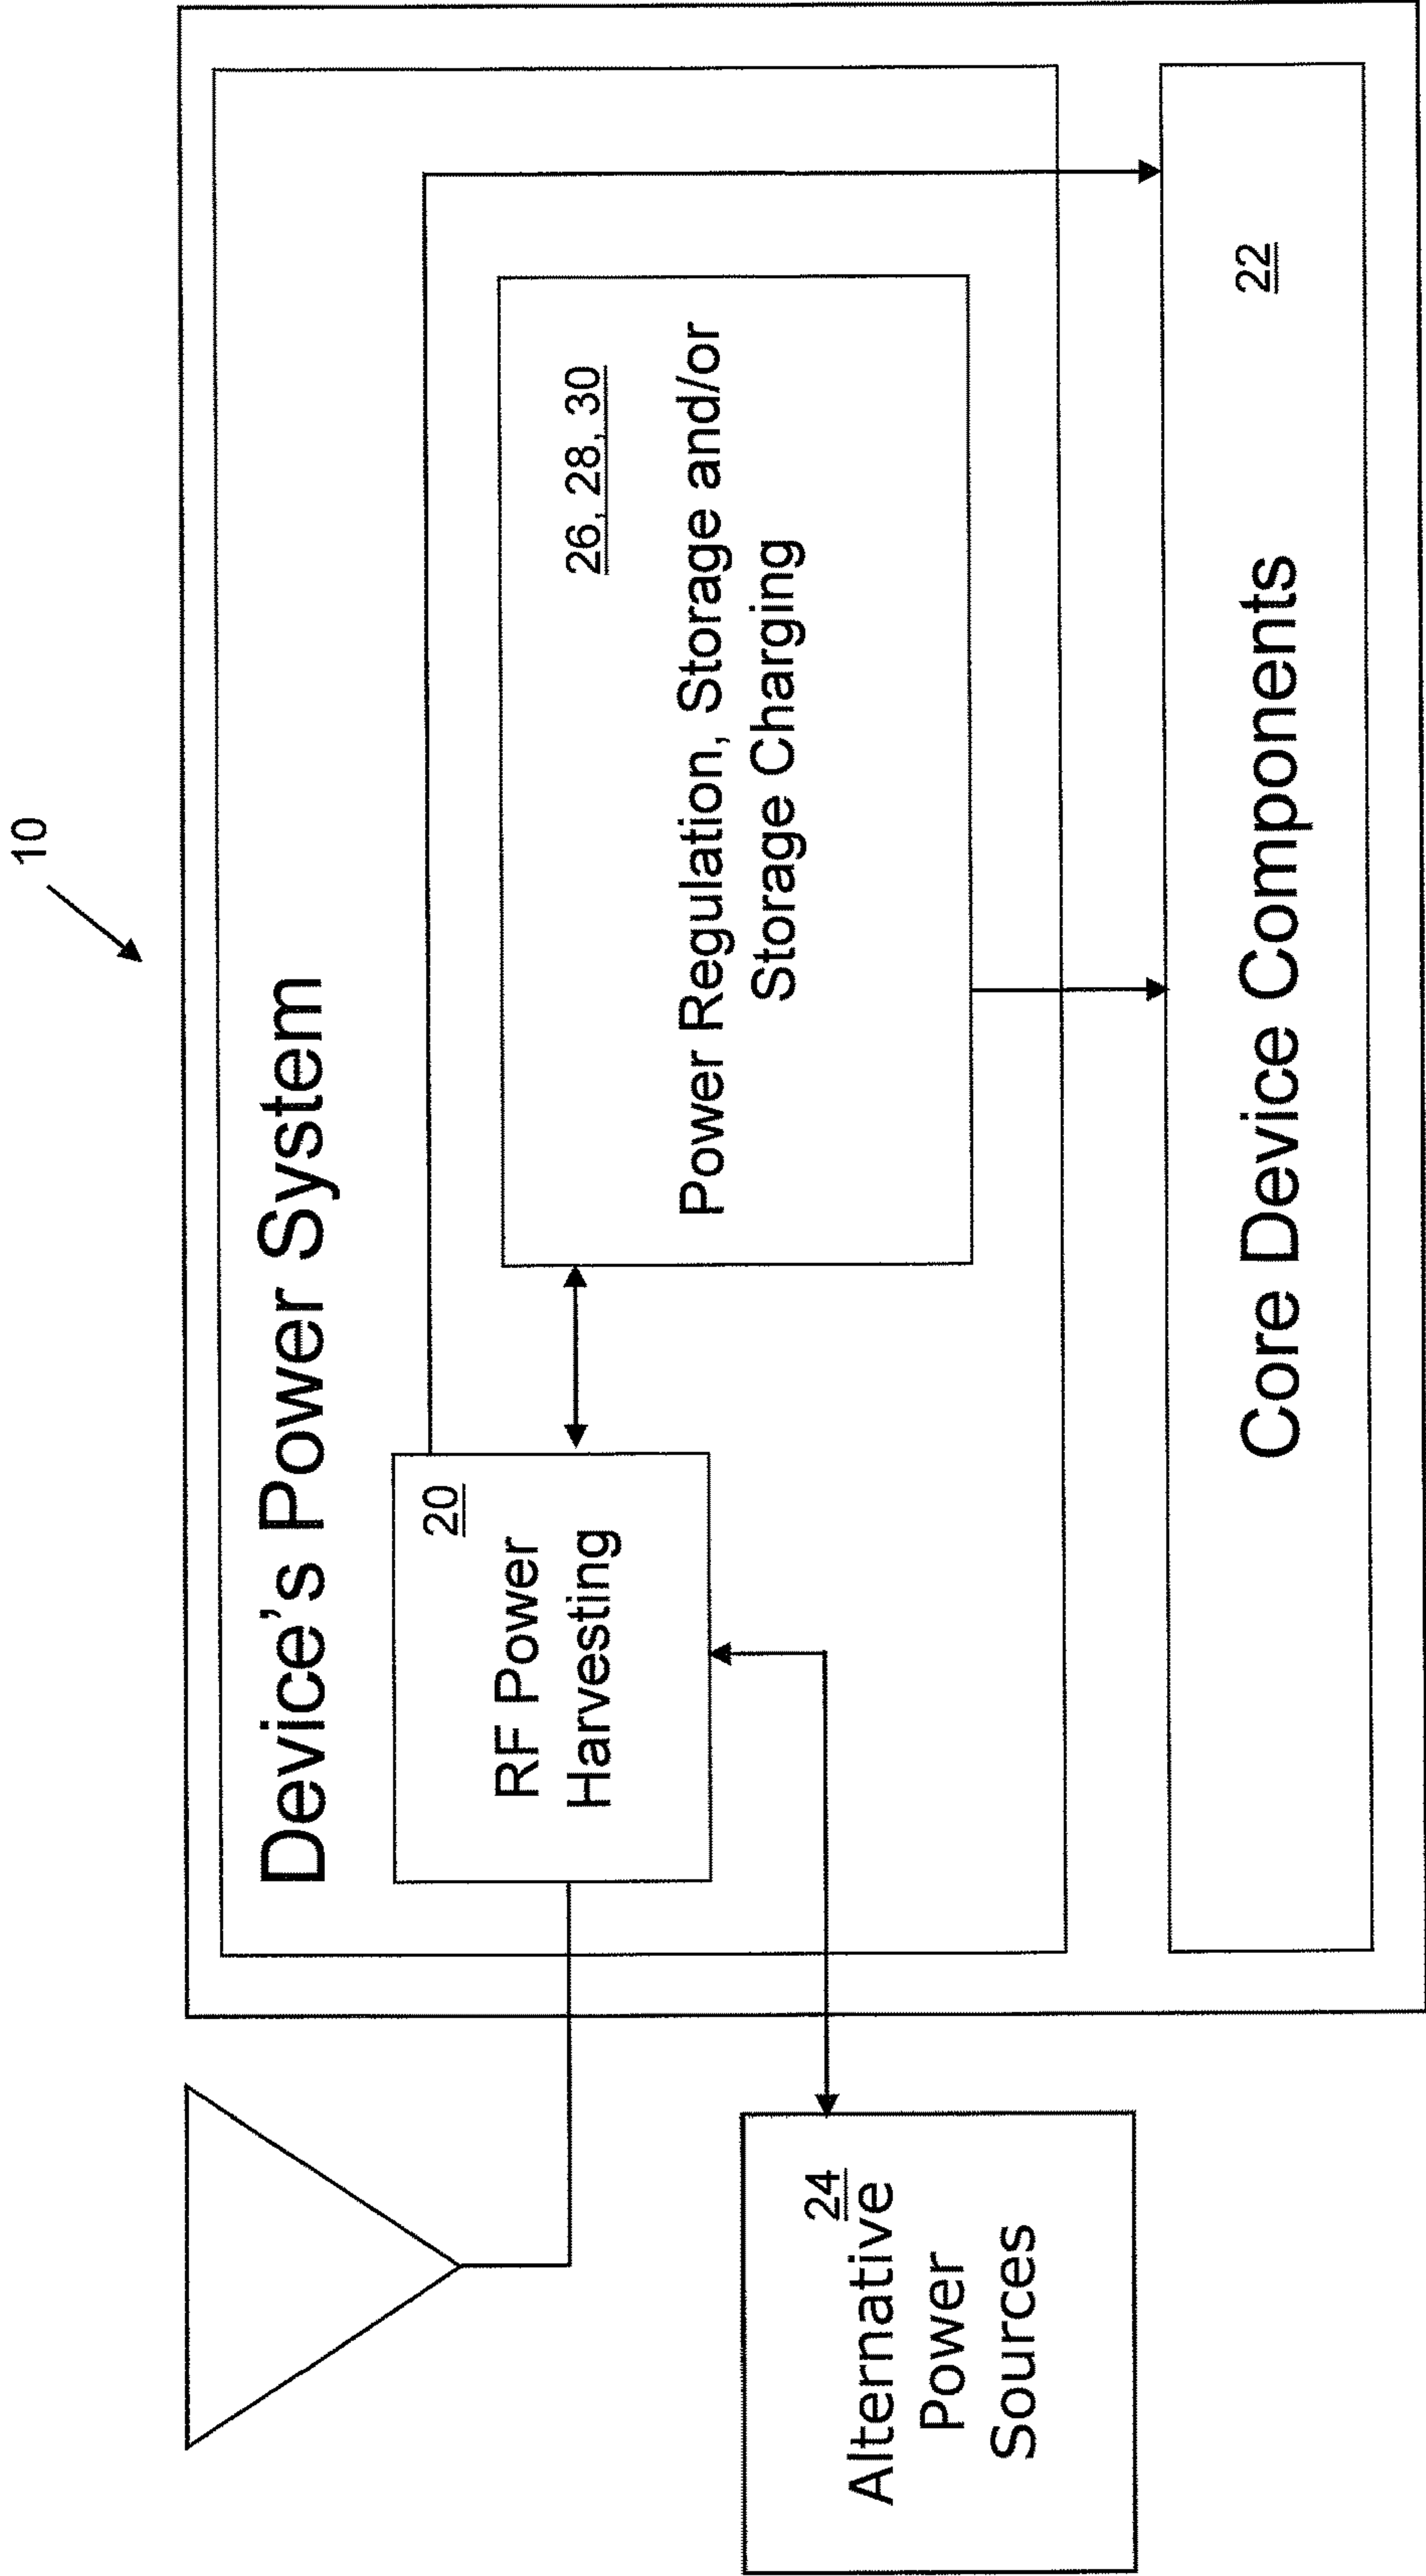 10
Device's Power System
20
RF Power
Harvesting
26, 28, 30
Power Regulation, Storage and/or
Storage Charging
24
Alternative
Power
Sources
22
Core Device Components